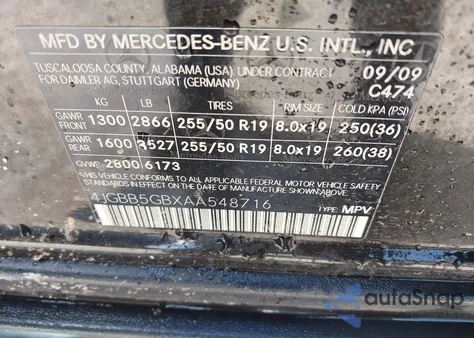 MFD BY MERCEDES-BENZ U.S. INTL., INC
TUSCALOOSA COUNTY, ALABAMA (USA), UNDER CONTRACT 09/09
FOR DAIMLER AG, STUTTGART (GERMANY) C474
KG LB TIRES RIM SIZE COLD KPA (PSI)
GAWR FRONT 1300 2866 255/50 R19 8.0x19 250(36)
GAWR REAR 1600 3527 255/50 R19 8.0x19 260(38)
GVWR 2800 6173
THIS VEHICLE CONFORMS TO ALL APPLICABLE FEDERAL MOTOR VEHICLE
SAFETY AND THEFT PREVENTION STANDARDS IN EFFECT ON THE
DATE OF MANUFACTURE SHOWN ABOVE.
4JGBB5GBXAA548716
TYPE: MPV
autoSnap